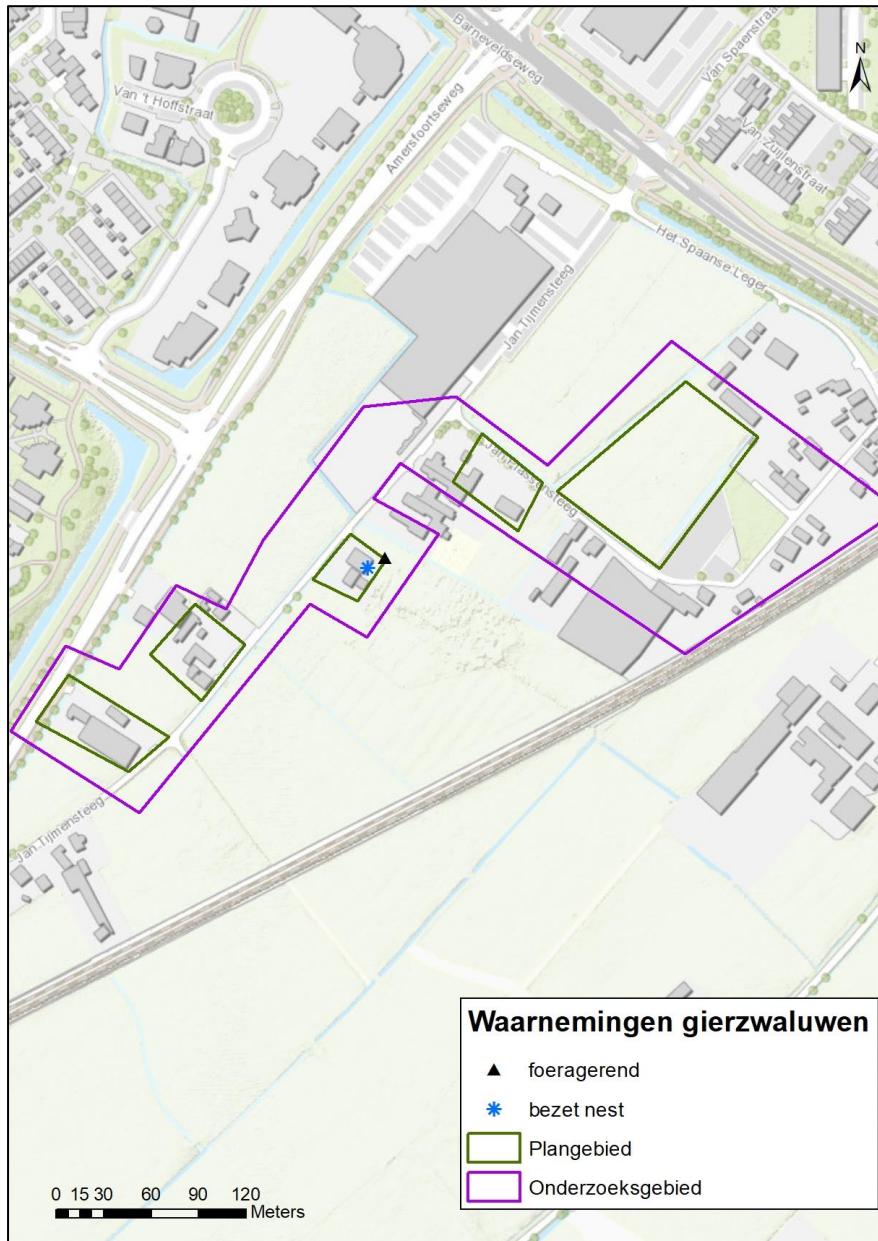 Barneveldseweg
Van Spaenstraat
N
Van 't Hoffstraat
Amersfoortseweg
Van Zuijlenstraat
Het Spaanse Leger
Jan Tijmensteeg
Jan Tijmensteeg
Waarnemingen gierzwaluwen
foeragerend
bezet nest
Plangebied
Onderzoeksgebied
0 15 30 60 90 120
Meters